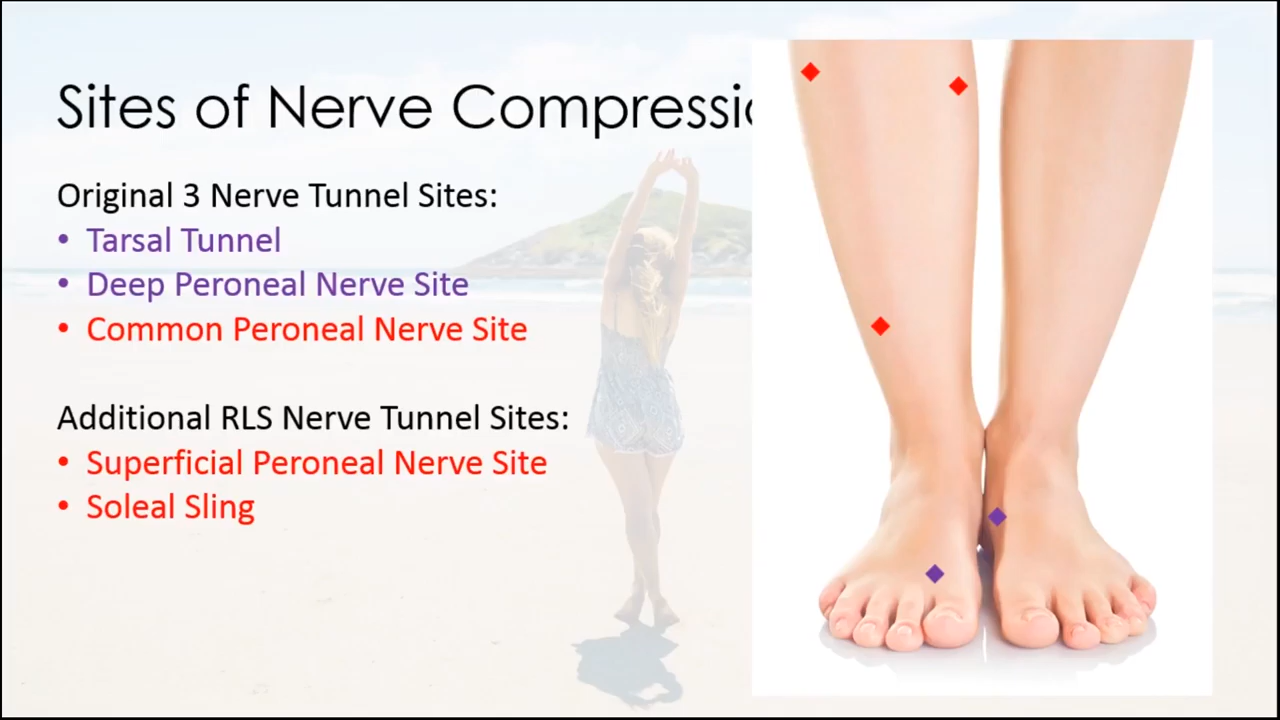 Sites of Nerve Compressio
Original 3 Nerve Tunnel Sites:
• Tarsal Tunnel
• Deep Peroneal Nerve Site
• Common Peroneal Nerve Site
Additional RLS Nerve Tunnel Sites:
• Superficial Peroneal Nerve Site
• Soleal Sling